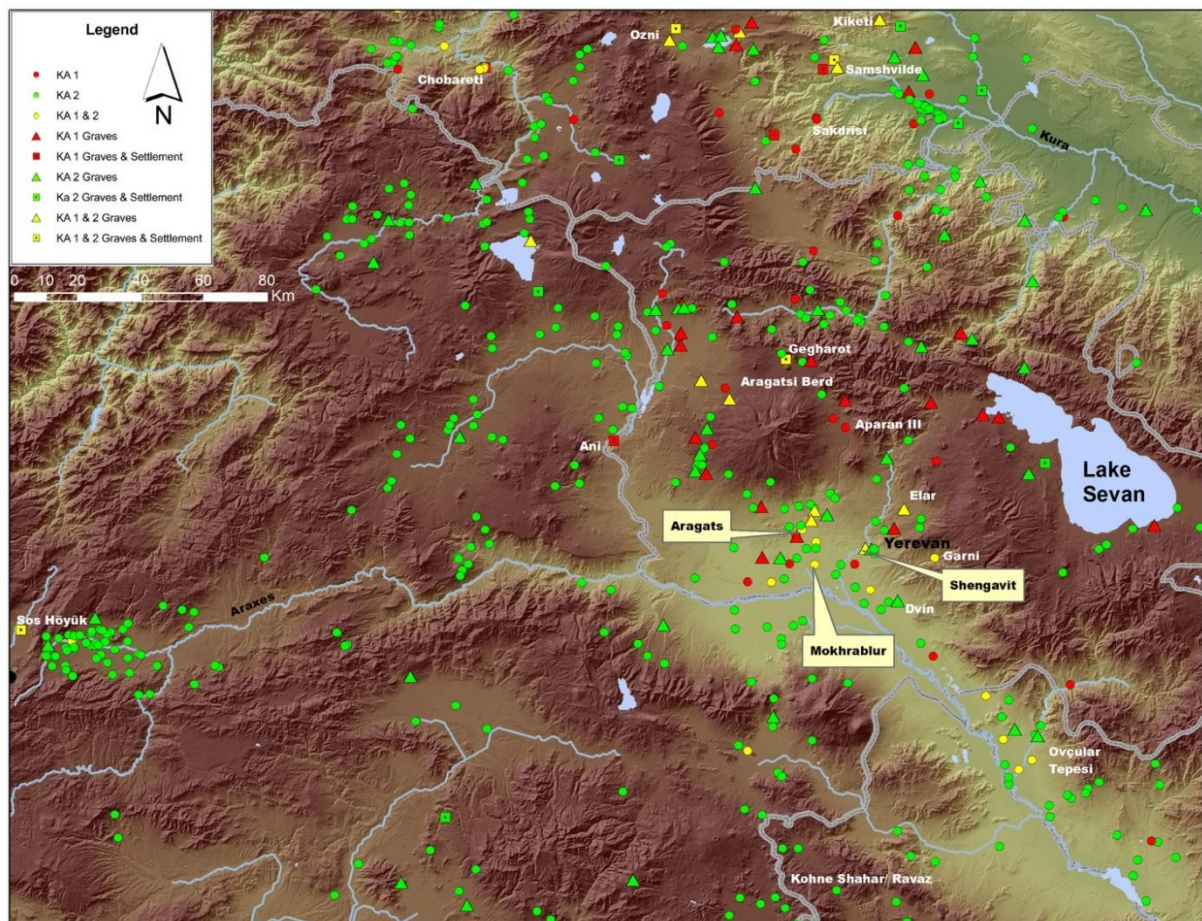 Legend
KA 1
KA 2
KA 1 & 2
KA 1 Graves
KA 1 Graves & Settlement
KA 2 Graves
Ka 2 Graves & Settlement
KA 1 & 2 Graves
KA 1 & 2 Graves & Settlement
N
0 10 20 40 60 80
Km
Kiketi
Ozni
Chobareti
Samshvilde
Sakdrisi
Kura
Gegharot
Aragatsi Berd
Aparan III
Ani
Lake
Sevan
Elar
Aragats
Yerevan
Garni
Shengavit
Araxes
Dvin
Sos Höyük
Mokhrablur
Ovçular
Tepesi
Kohne Shahar/ Ravaz